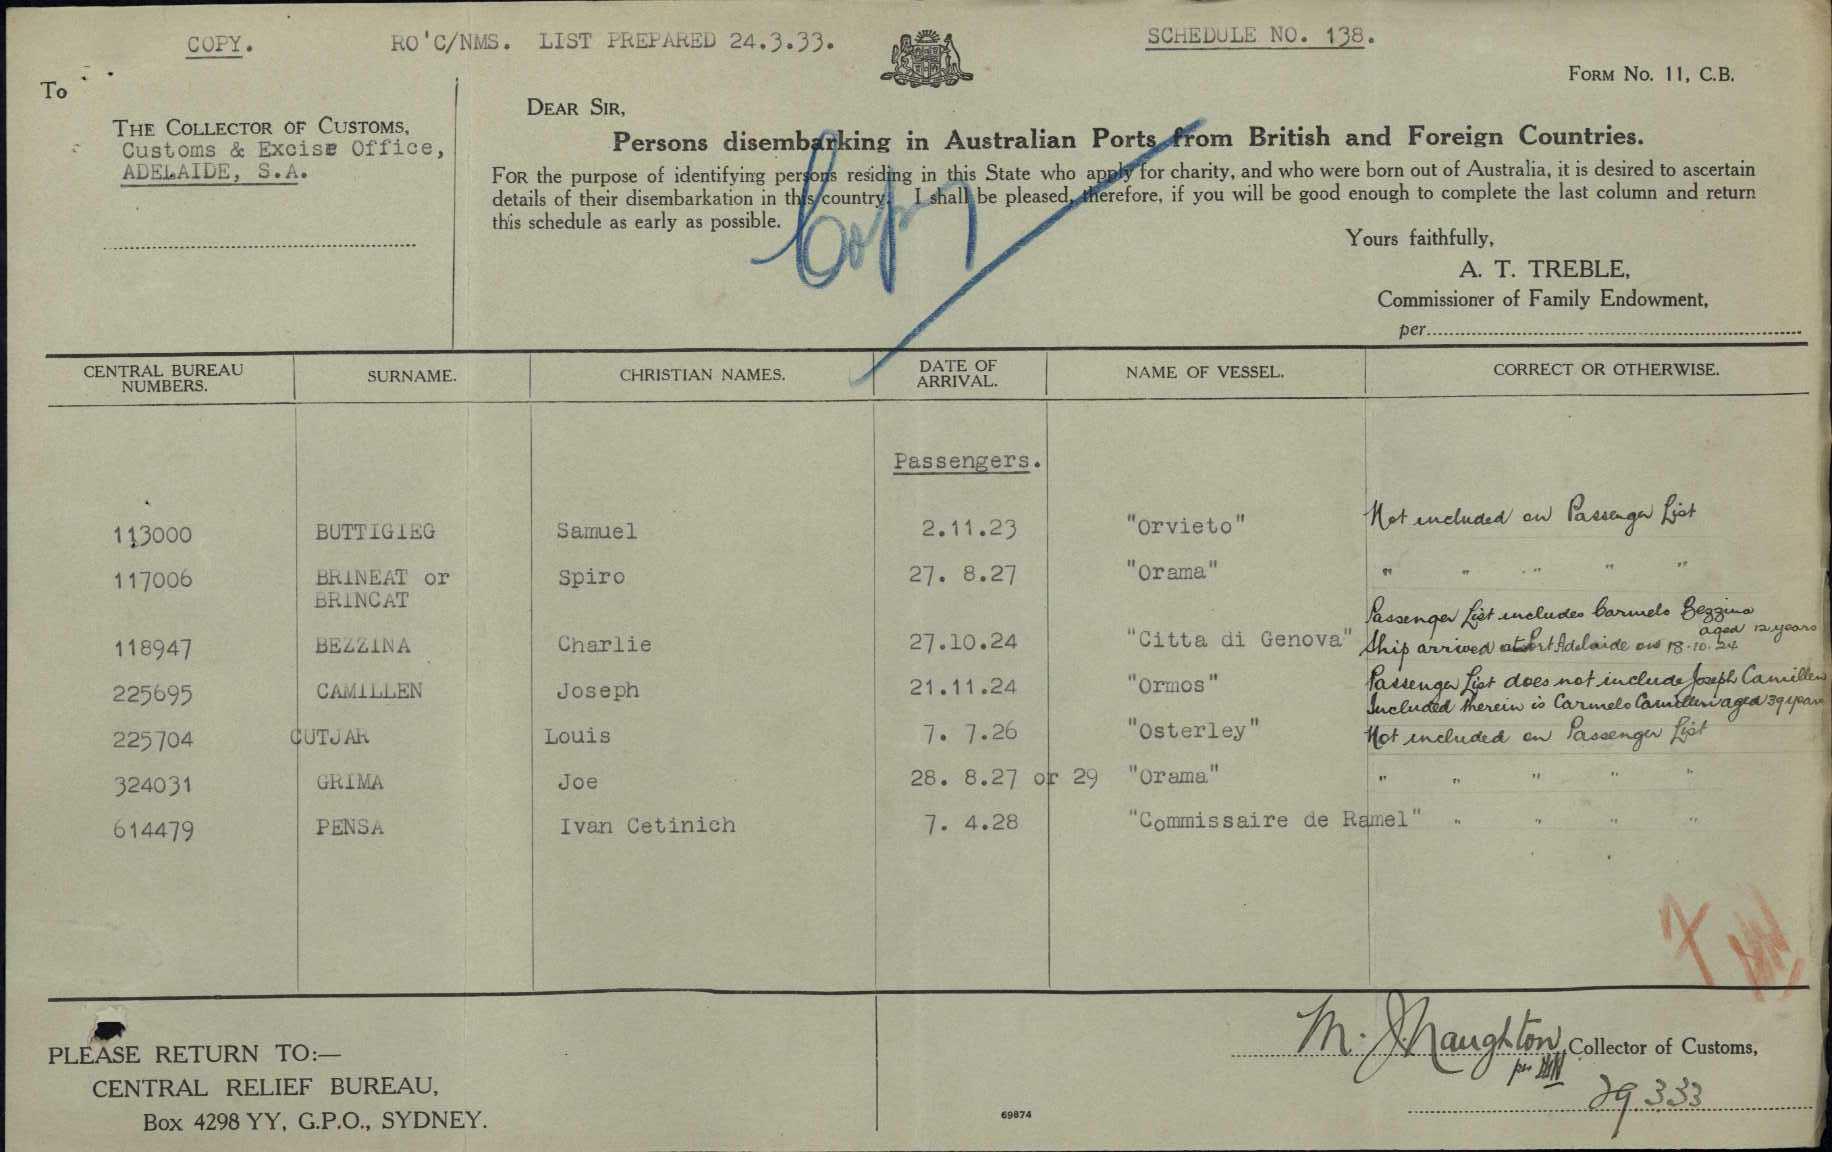 COPY. RO'C/NMS. LIST PREPARED 24.3.33. SCHEDULE NO. 138.
FORM NO. 11, C.B.
To
THE COLLECTOR OF CUSTOMS,
Customs & Excise Office,
ADELAIDE, S.A.
DEAR SIR,
Persons disembarking in Australian Ports from British and Foreign Countries.
FOR the purpose of identifying persons residing in this State who apply for charity, and who were born out of Australia, it is desired to ascertain
details of their disembarkation in this country. I shall be pleased, therefore, if you will be good enough to complete the last column and return
this schedule as early as possible.
Copy
Yours faithfully,
A. T. TREBLE,
Commissioner of Family Endowment,
per
CENTRAL BUREAU NUMBERS. SURNAME. CHRISTIAN NAMES. DATE OF ARRIVAL. NAME OF VESSEL. CORRECT OR OTHERWISE.
Passengers.
113000 BUTTIGIEG Samuel 2.11.23 "Orvieto" Not included on Passenger List
117006 BRINEAT or Spiro 27. 8.27 "Orama" " " " " "
BRINCAT
Passenger List includes Carmelo Bezzina
aged 12 years
118947 BEZZINA Charlie 27.10.24 "Citta di Genova" Ship arrived at Port Adelaide on 18.10.24
225695 CAMILLEN Joseph 21.11.24 "Ormos" Passenger List does not include Joseph Camillen
Included therein is Carmelo Camilleri aged 39 years
225704 CUTJAR Louis 7. 7.26 "Osterley" Not included on Passenger List
324031 GRIMA Joe 28. 8.27 or 29 "Orama" " " " " "
614479 PENSA Ivan Cetinich 7. 4.28 "Commissaire de Ramel" " " " "
PLEASE RETURN TO:—
CENTRAL RELIEF BUREAU,
Box 4298 YY, G.P.O., SYDNEY.
69874
M. J. Naughton Collector of Customs,
per
29.3.33